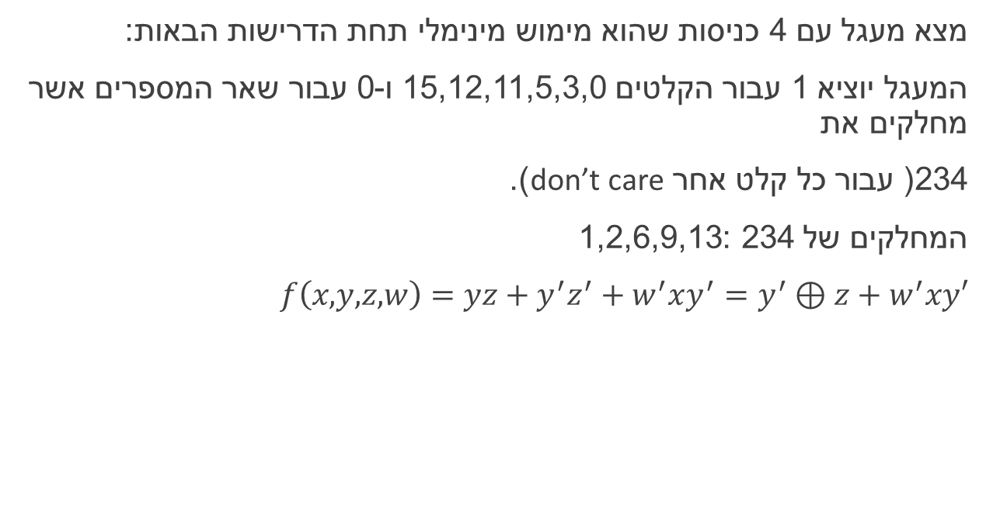 מצא מעגל עם 4 כניסות שהוא מימוש מינימלי תחת הדרישות הבאות:
המעגל יוציא 1 עבור הקלטים 15,12,11,5,3,0 ו-0 עבור שאר המספרים אשר
מחלקים את
234( עבור כל קלט אחר don’t care).
המחלקים של 234 :1,2,6,9,13
f(x,y,z,w) = yz + y′z′ + w′xy′ = y′ ⊕ z + w′xy′